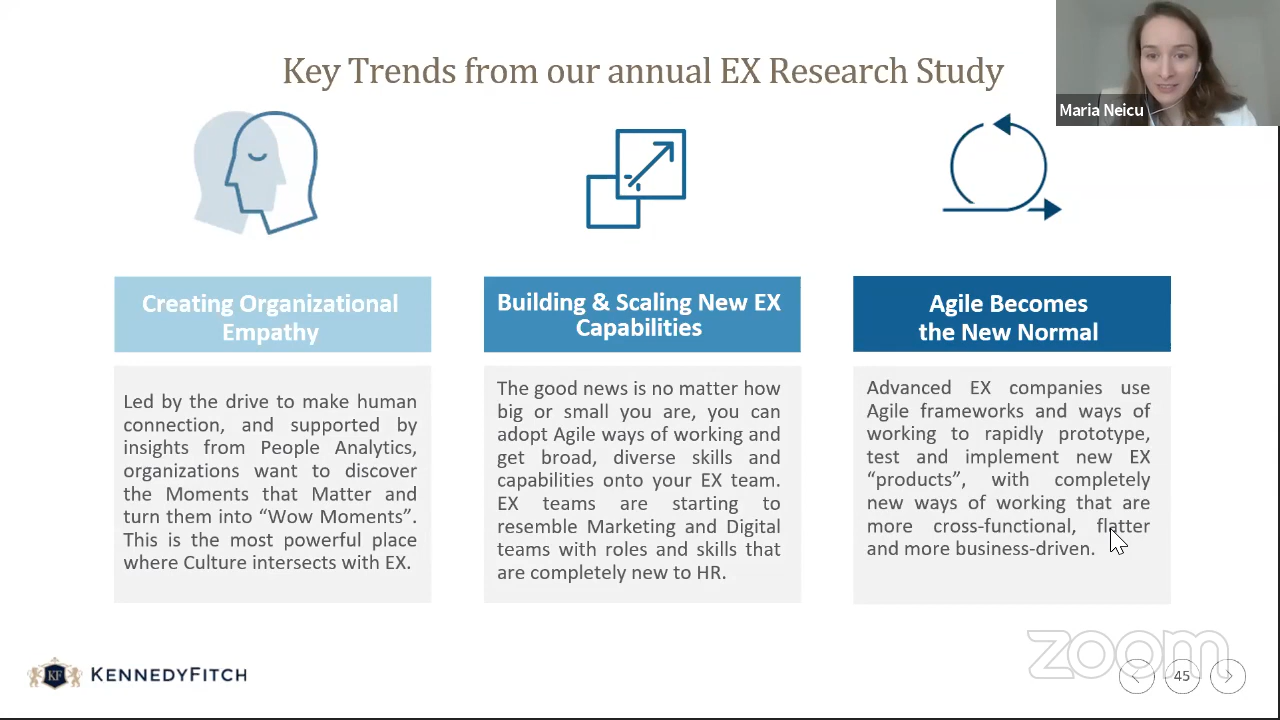 Key Trends from our annual EX Research Study
Maria Neicu
Creating Organizational
Empathy
Led by the drive to make human
connection, and supported by
insights from People Analytics,
organizations want to discover
the Moments that Matter and
turn them into “Wow Moments”.
This is the most powerful place
where Culture intersects with EX.
Building & Scaling New EX
Capabilities
The good news is no matter how
big or small you are, you can
adopt Agile ways of working and
get broad, diverse skills and
capabilities onto your EX team.
EX teams are starting to
resemble Marketing and Digital
teams with roles and skills that
are completely new to HR.
Agile Becomes
the New Normal
Advanced EX companies use
Agile frameworks and ways of
working to rapidly prototype,
test and implement new EX
“products”, with completely
new ways of working that are
more cross-functional, flatter
and more business-driven.
KF
KENNEDYFITCH
zoom
45